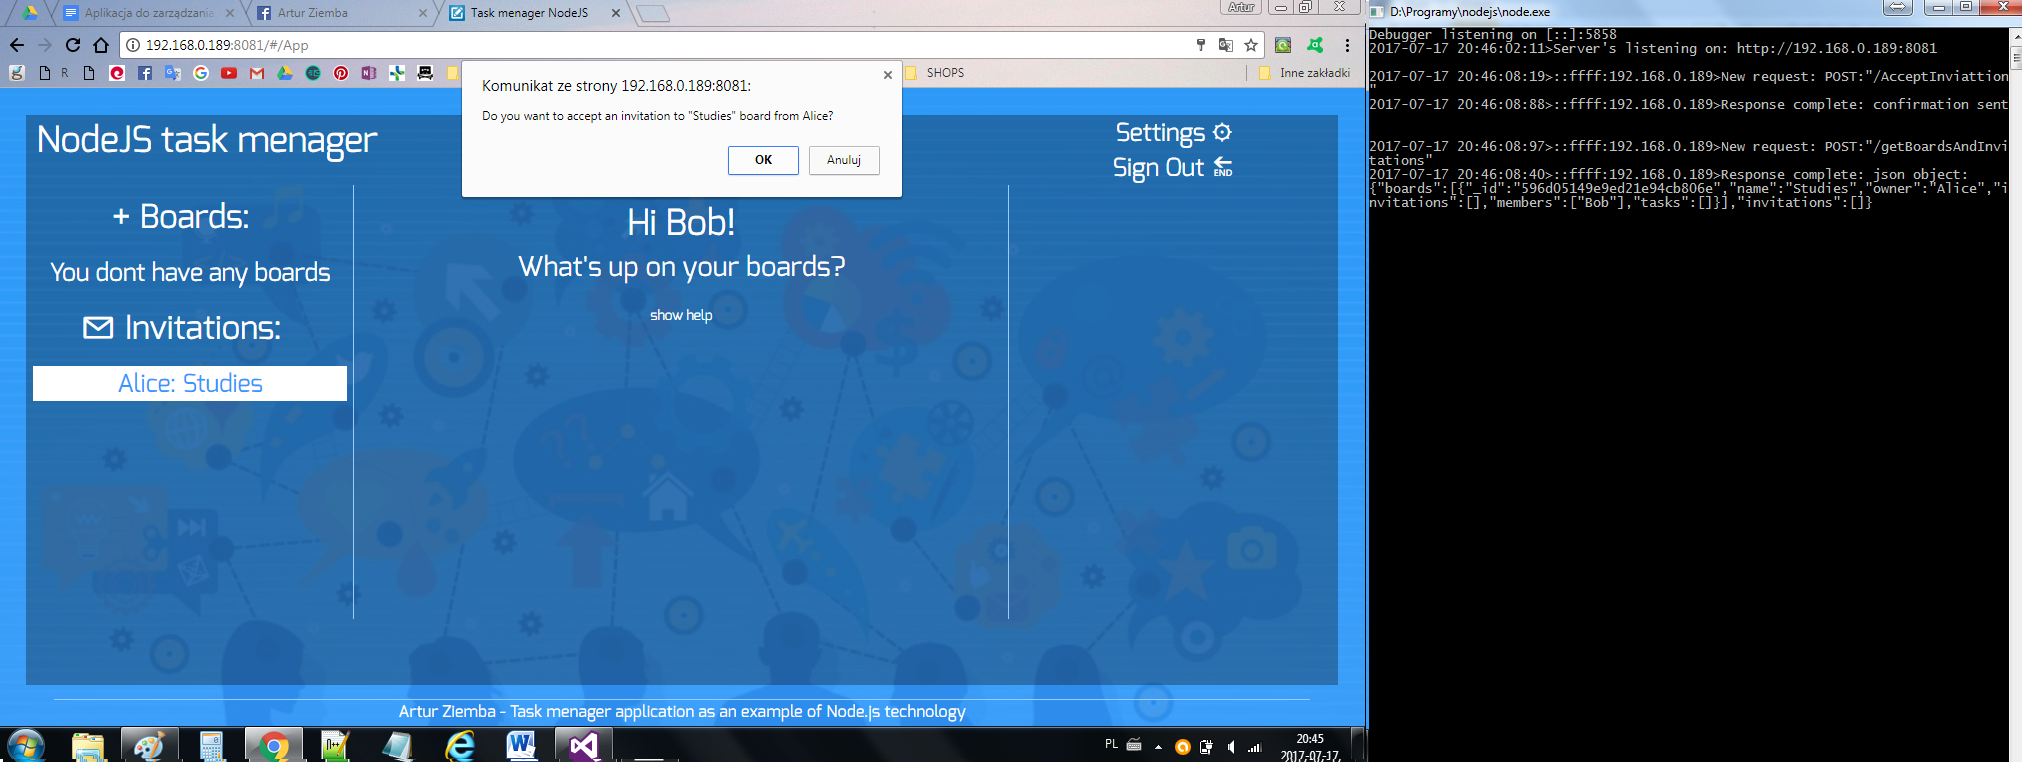 Aplikacja do zarządzania
Artur Ziemba
Task menager NodeJS
Artur
192.168.0.189:8081/#/App
R
SHOPS
Inne zakładki
Komunikat ze strony 192.168.0.189:8081:
Do you want to accept an invitation to "Studies" board from Alice?
OK
Anuluj
NodeJS task menager
Settings
Sign Out
END
+ Boards:
You dont have any boards
Invitations:
Alice: Studies
Hi Bob!
What's up on your boards?
show help
Artur Ziemba - Task menager application as an example of Node.js technology
PL
20:45
2017-07-17,
D:\Programy\nodejs\node.exe
Debugger listening on [::]:5858
2017-07-17 20:46:02:11>Server's listening on: http://192.168.0.189:8081
2017-07-17 20:46:08:19>::ffff:192.168.0.189>New request: POST:"/AcceptInviattion
"
2017-07-17 20:46:08:88>::ffff:192.168.0.189>Response complete: confirmation sent
2017-07-17 20:46:08:97>::ffff:192.168.0.189>New request: POST:"/getBoardsAndInvi
tations"
2017-07-17 20:46:08:40>::ffff:192.168.0.189>Response complete: json object:
{"boards":[{"_id":"596d05149e9ed21e94cb806e","name":"Studies","owner":"Alice","i
nvitations":[],"members":["Bob"],"tasks":[]}],"invitations":[]}